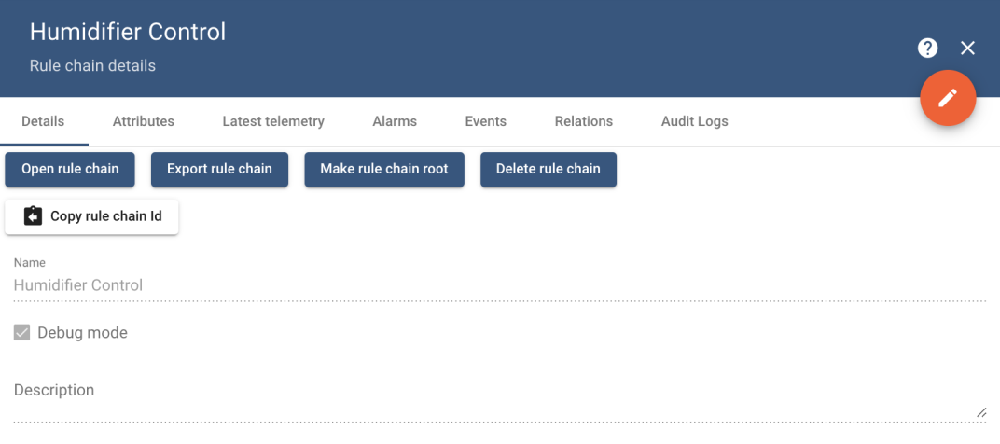 Humidifier Control
Rule chain details
Details Attributes Latest telemetry Alarms Events Relations Audit Logs
Open rule chain Export rule chain Make rule chain root Delete rule chain
Copy rule chain Id
Name
Humidifier Control
Debug mode
Description